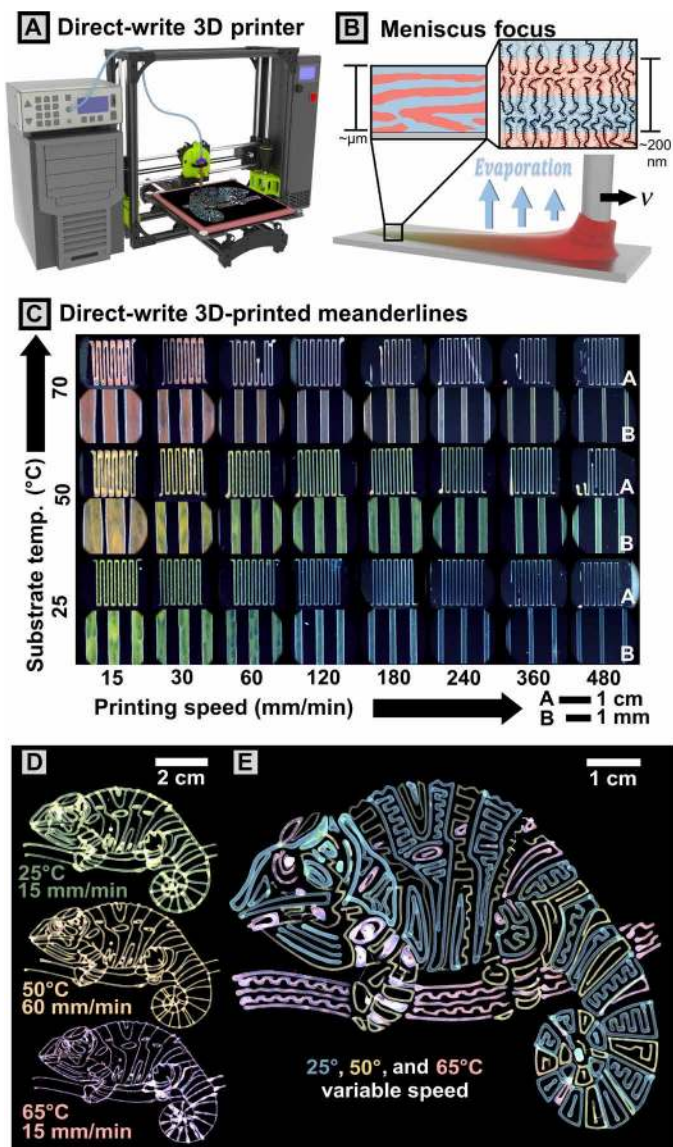 A Direct-write 3D printer
B Meniscus focus
~μm
~200
nm
Evaporation
v
C Direct-write 3D-printed meanderlines
Substrate temp. (°C)
70
50
25
A
B
A
B
A
B
15 30 60 120 180 240 360 480
Printing speed (mm/min)
A 1 cm
B 1 mm
D
2 cm
25°C
15 mm/min
50°C
60 mm/min
65°C
15 mm/min
E
1 cm
25°, 50°, and 65°C
variable speed